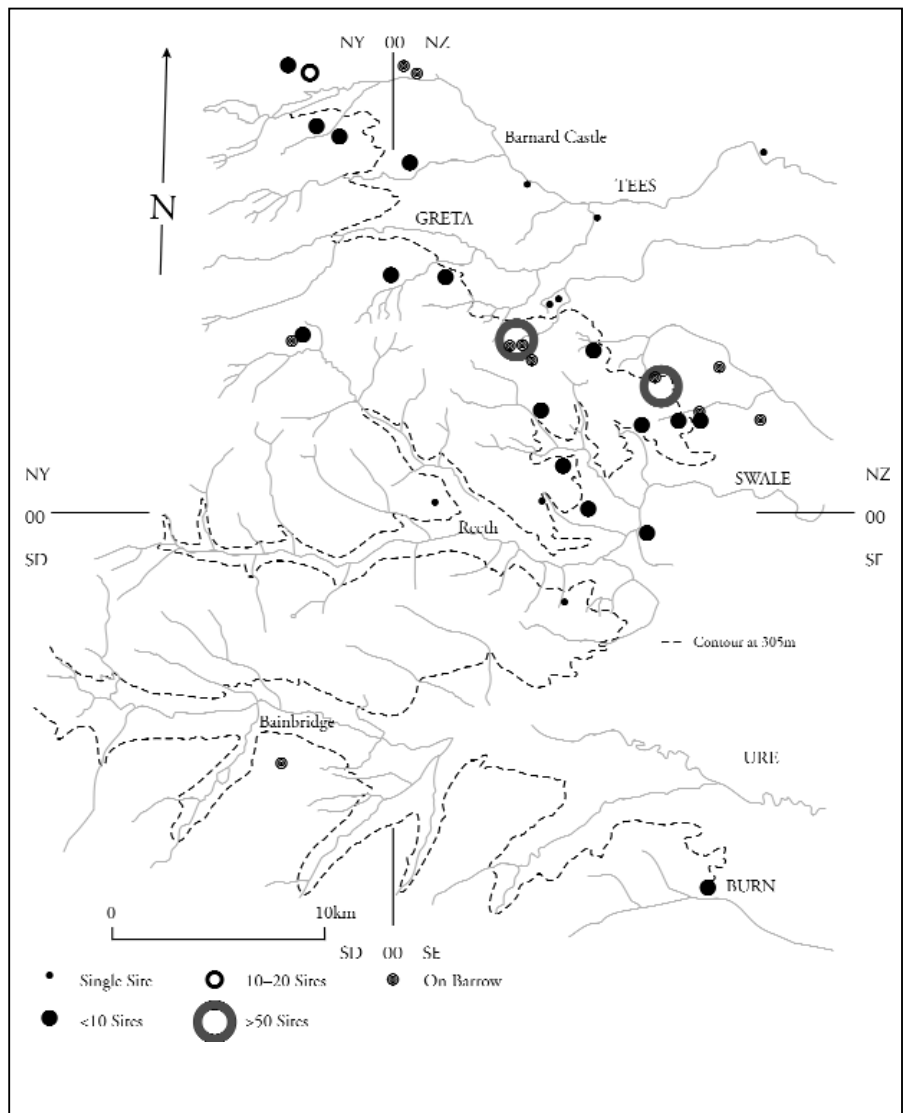 NY 00 NZ
Barnard Castle
TEES
N
GRETA
NY
NZ
SWALE
00
00
Reeth
SD
SE
Contour at 305m
Bainbridge
URE
BURN
0 10km
SD 00 SE
Single Site
10–20 Sites
On Barrow
<10 Sites
>50 Sites